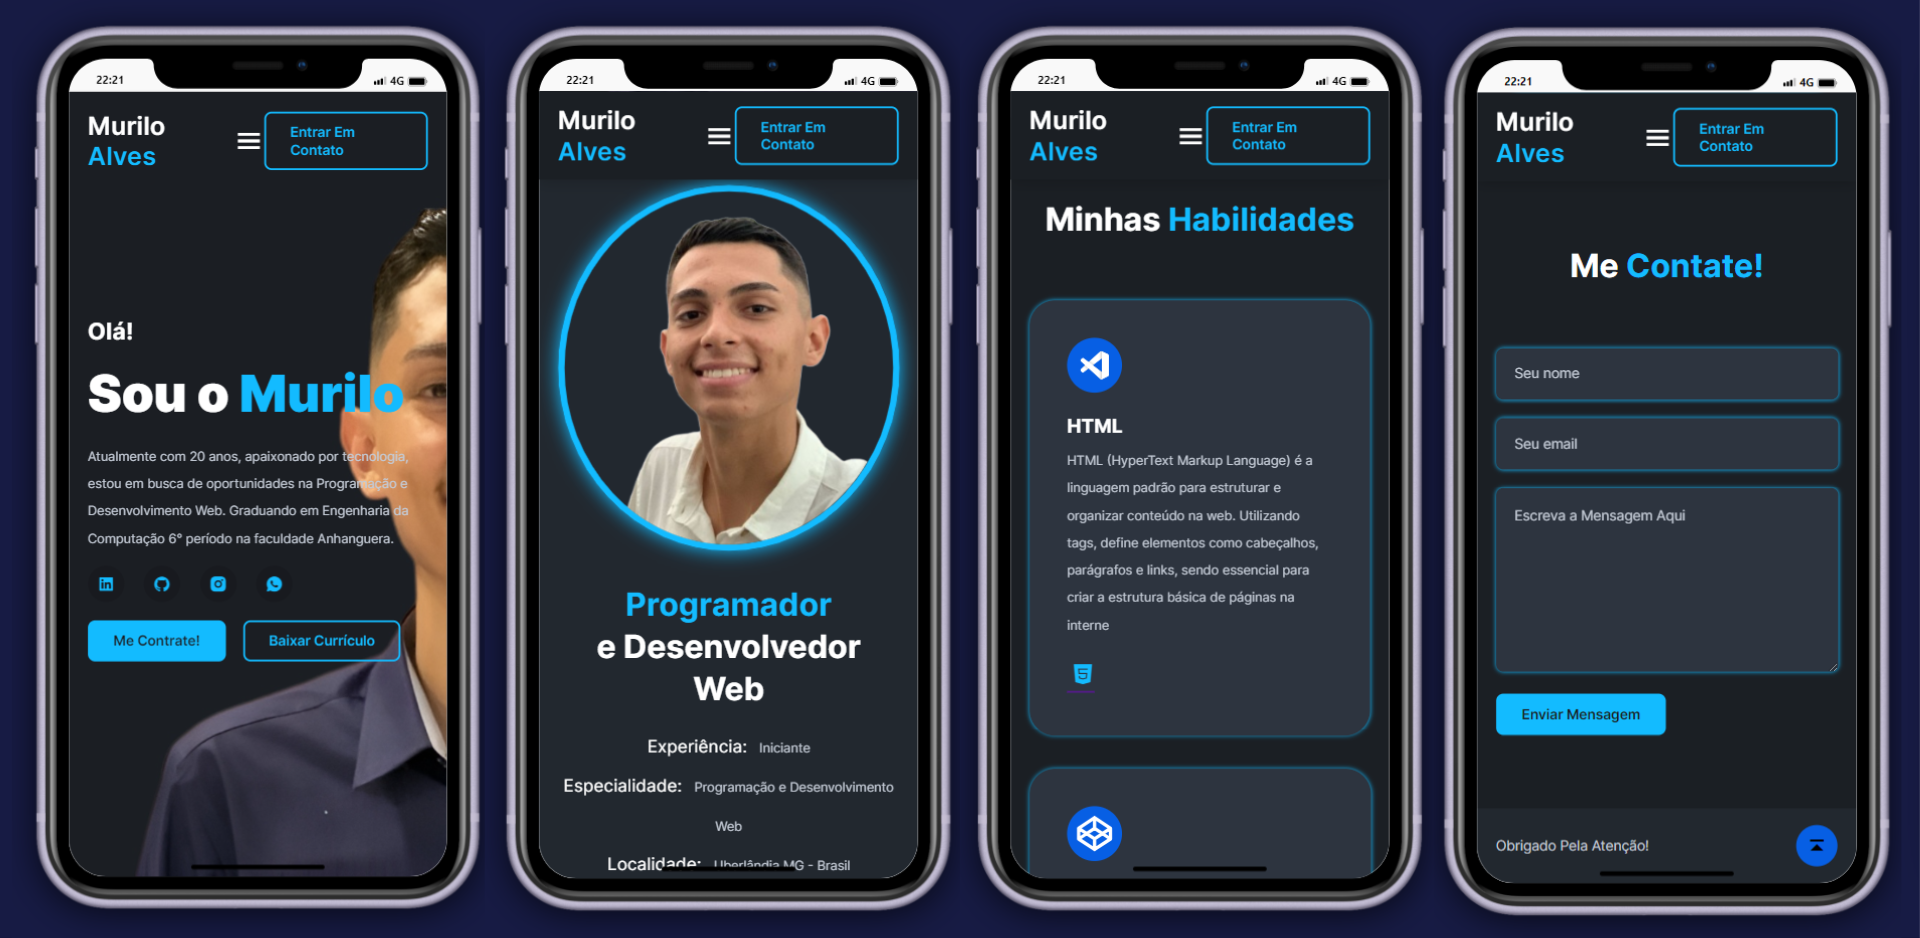 22:21
4G
Murilo
Alves
Entrar Em
Contato
Olá!
Sou o Murilo
Atualmente com 20 anos, apaixonado por tecnologia,
estou em busca de oportunidades na Programação e
Desenvolvimento Web. Graduando em Engenharia da
Computação 6° período na faculdade Anhanguera.
Me Contrate!
Baixar Currículo
22:21
4G
Murilo
Alves
Entrar Em
Contato
Programador
e Desenvolvedor
Web
Experiência: Iniciante
Especialidade: Programação e Desenvolvimento
Web
Localidade: Uberlândia MG - Brasil
22:21
4G
Murilo
Alves
Entrar Em
Contato
Minhas Habilidades
HTML
HTML (HyperText Markup Language) é a
linguagem padrão para estruturar e
organizar conteúdo na web. Utilizando
tags, define elementos como cabeçalhos,
parágrafos e links, sendo essencial para
criar a estrutura básica de páginas na
interne
22:21
4G
Murilo
Alves
Entrar Em
Contato
Me Contate!
Seu nome
Seu email
Escreva a Mensagem Aqui
Enviar Mensagem
Obrigado Pela Atenção!